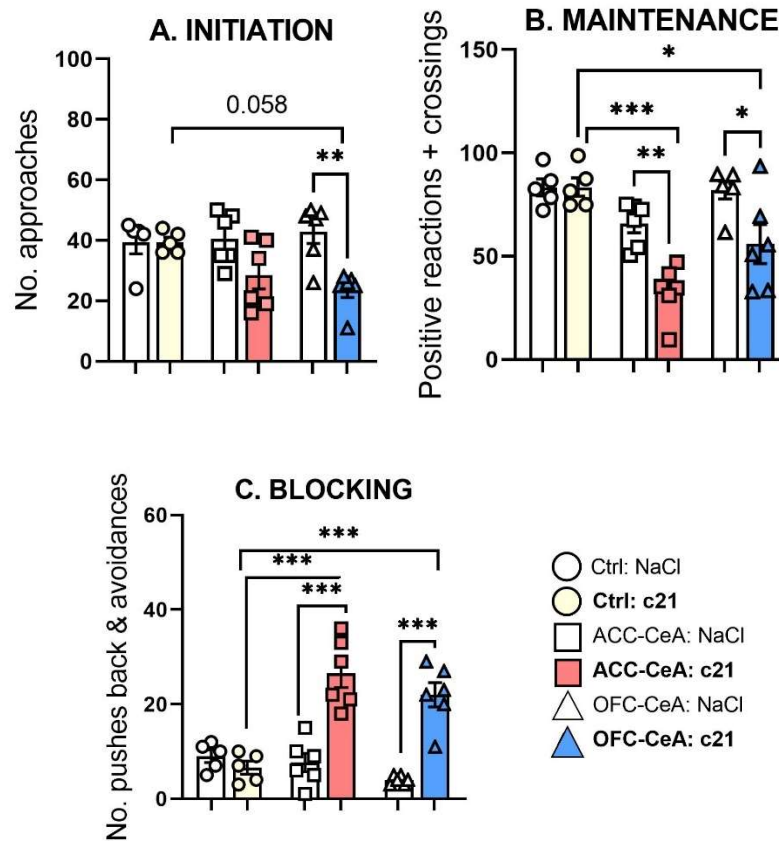 A. INITIATION
No. approaches
100
80
60
40
20
0
0.058
**
B. MAINTENANCE
Positive reactions + crossings
150
100
50
0
*
***
*
**
C. BLOCKING
No. pushes back & avoidances
60
40
20
0
***
***
***
***
Ctrl: NaCl
Ctrl: c21
ACC-CeA: NaCl
ACC-CeA: c21
OFC-CeA: NaCl
OFC-CeA: c21